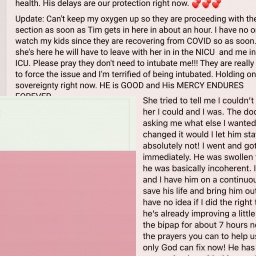 health. His delays are our protection right now. 💕💕💕
Update: Can't keep my oxygen up so they are proceeding with the
section as soon as Tim gets in here in about an hour. I have no o
watch my kids since they are recovering from COVID so as soon
she's here he will have to leave with her in in the NICU and me in
ICU. Please pray they don't need to intubate me!!! They are really
to force the issue and I'm terrified of being intubated. Holding on
sovereignty right now. HE is GOOD and His MERCY ENDURES
FOREVER
She tried to tell me I couldn't
her I could and I was. The doc
asking me what else I wanted
changed it would I let him sta
absolutely not! I went and got
immediately. He was swollen
he was basically incoherent. I
and I have him on a continuou
save his life and bring him out
have no idea if I did the right t
he's already improving a little
the bipap for about 7 hours n
the prayers you can to help us
only God can fix now! He has